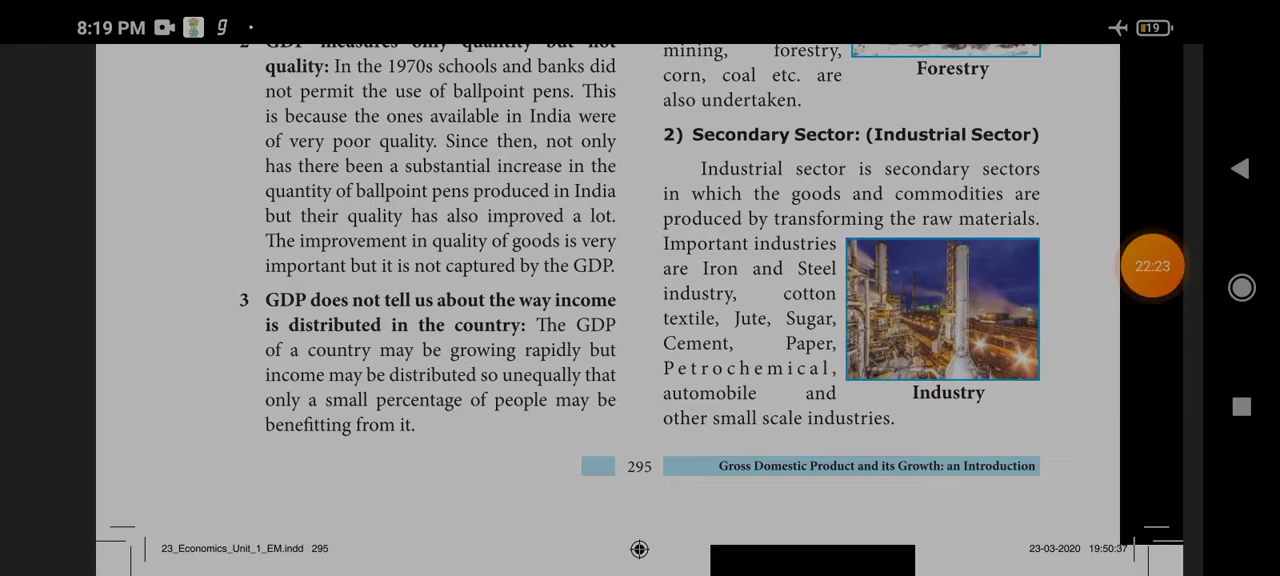 8:19 PM g
19
2 GDP measures only quantity but not
quality: In the 1970s schools and banks did
not permit the use of ballpoint pens. This
is because the ones available in India were
of very poor quality. Since then, not only
has there been a substantial increase in the
quantity of ballpoint pens produced in India
but their quality has also improved a lot.
The improvement in quality of goods is very
important but it is not captured by the GDP.
3 GDP does not tell us about the way income
is distributed in the country: The GDP
of a country may be growing rapidly but
income may be distributed so unequally that
only a small percentage of people may be
benefitting from it.
mining, forestry,
corn, coal etc. are
also undertaken.
Forestry
2) Secondary Sector: (Industrial Sector)
Industrial sector is secondary sectors
in which the goods and commodities are
produced by transforming the raw materials.
Important industries
are Iron and Steel
industry, cotton
textile, Jute, Sugar,
Cement, Paper,
Petrochemical,
automobile and
other small scale industries.
Industry
22:23
295 Gross Domestic Product and its Growth: an Introduction
23_Economics_Unit_1_EM.indd 295
23-03-2020 19:50:37